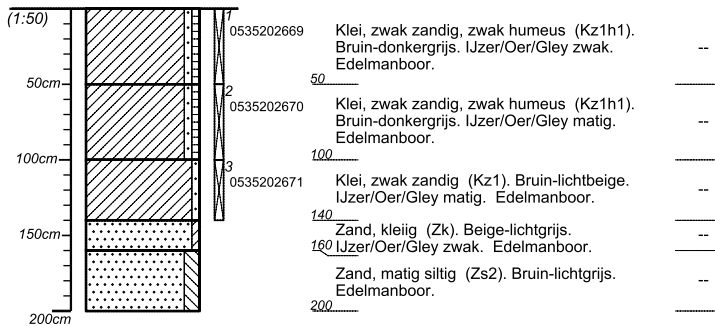 (1:50)
1
0535202669
Klei, zwak zandig, zwak humeus (Kz1h1).
Bruin-donkergrijs. IJzer/Oer/Gley zwak.
Edelmanboor.
--
50cm
50
2
0535202670
Klei, zwak zandig, zwak humeus (Kz1h1).
Bruin-donkergrijs. IJzer/Oer/Gley matig.
Edelmanboor.
--
100cm
100
3
0535202671
Klei, zwak zandig (Kz1). Bruin-lichtbeige.
IJzer/Oer/Gley matig. Edelmanboor.
--
140
150cm
Zand, kleiig (Zk). Beige-lichtgrijs.
IJzer/Oer/Gley zwak. Edelmanboor.
--
160
Zand, matig siltig (Zs2). Bruin-lichtgrijs.
Edelmanboor.
--
200
200cm